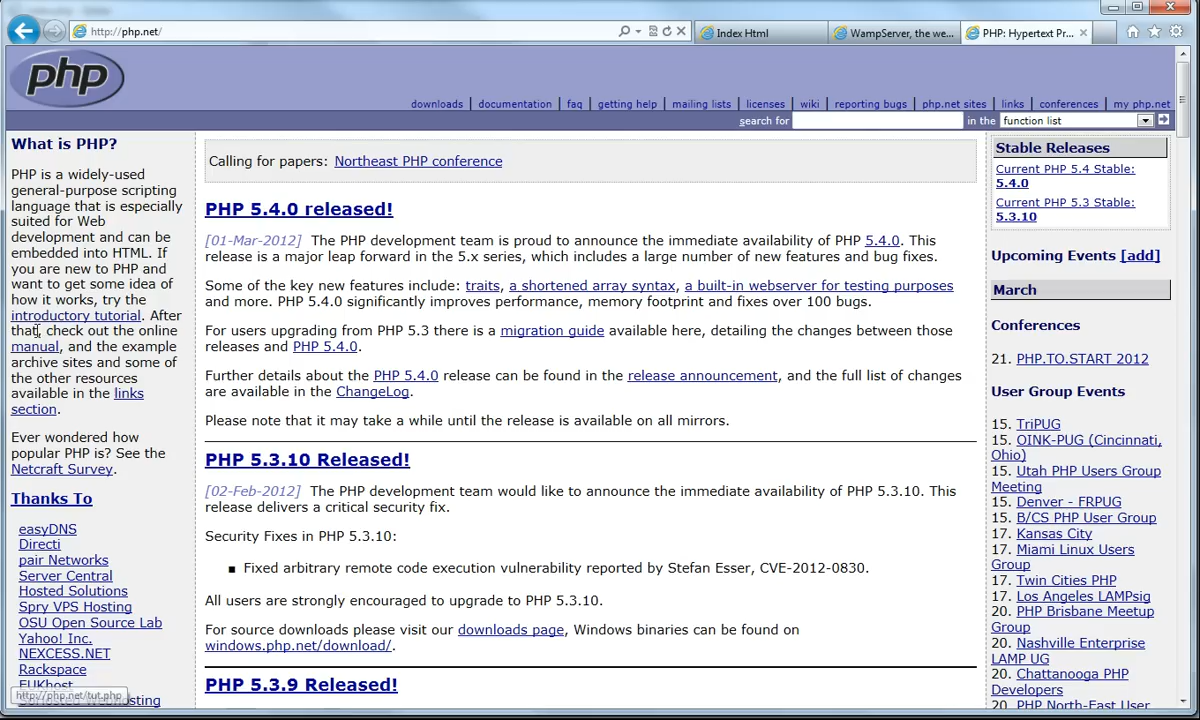 http://php.net/
Index Html
WampServer, the we...
PHP: Hypertext Pr...
php
downloads | documentation | faq | getting help | mailing lists | licenses | wiki | reporting bugs | php.net sites | links | conferences | my php.net
search for in the function list
What is PHP?
PHP is a widely-used
general-purpose scripting
language that is especially
suited for Web
development and can be
embedded into HTML. If
you are new to PHP and
want to get some idea of
how it works, try the
introductory tutorial. After
that, check out the online
manual, and the example
archive sites and some of
the other resources
available in the links
section.
Ever wondered how
popular PHP is? See the
Netcraft Survey.
Thanks To
easyDNS
Directi
pair Networks
Server Central
Hosted Solutions
Spry VPS Hosting
OSU Open Source Lab
Yahoo! Inc.
NEXCESS.NET
Rackspace
EUKhost
http://php.net/tut.php
Calling for papers: Northeast PHP conference
PHP 5.4.0 released!
[01-Mar-2012] The PHP development team is proud to announce the immediate availability of PHP 5.4.0. This
release is a major leap forward in the 5.x series, which includes a large number of new features and bug fixes.
Some of the key new features include: traits, a shortened array syntax, a built-in webserver for testing purposes
and more. PHP 5.4.0 significantly improves performance, memory footprint and fixes over 100 bugs.
For users upgrading from PHP 5.3 there is a migration guide available here, detailing the changes between those
releases and PHP 5.4.0.
Further details about the PHP 5.4.0 release can be found in the release announcement, and the full list of changes
are available in the ChangeLog.
Please note that it may take a while until the release is available on all mirrors.
PHP 5.3.10 Released!
[02-Feb-2012] The PHP development team would like to announce the immediate availability of PHP 5.3.10. This
release delivers a critical security fix.
Security Fixes in PHP 5.3.10:
■ Fixed arbitrary remote code execution vulnerability reported by Stefan Esser, CVE-2012-0830.
All users are strongly encouraged to upgrade to PHP 5.3.10.
For source downloads please visit our downloads page, Windows binaries can be found on
windows.php.net/download/.
PHP 5.3.9 Released!
Stable Releases
Current PHP 5.4 Stable:
5.4.0
Current PHP 5.3 Stable:
5.3.10
Upcoming Events [add]
March
Conferences
21. PHP.TO.START 2012
User Group Events
15. TriPUG
15. OINK-PUG (Cincinnati,
Ohio)
15. Utah PHP Users Group
Meeting
15. Denver - FRPUG
15. B/CS PHP User Group
17. Kansas City
17. Miami Linux Users
Group
17. Twin Cities PHP
17. Los Angeles LAMPsig
20. PHP Brisbane Meetup
Group
20. Nashville Enterprise
LAMP UG
20. Chattanooga PHP
Developers
20. PHP North-East User